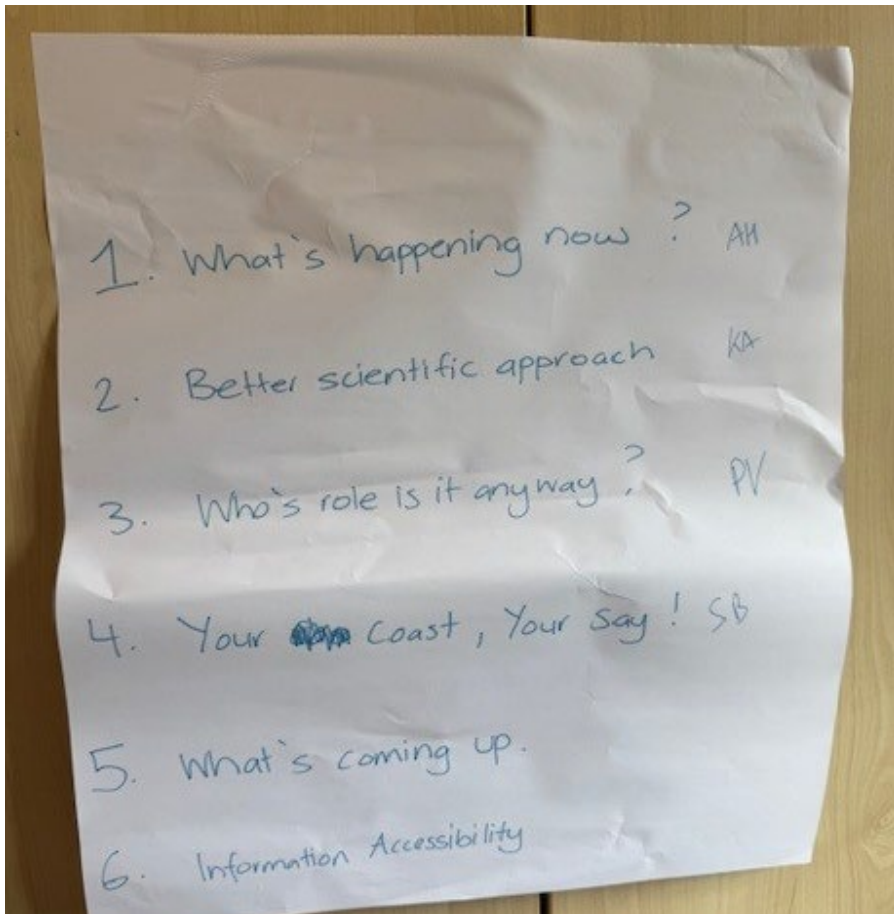 1. What's happening now? AH
2. Better scientific approach KA
3. Who's role is it anyway? PV
4. Your Coast, Your Say! SB
5. What's coming up.
6. Information Accessibility